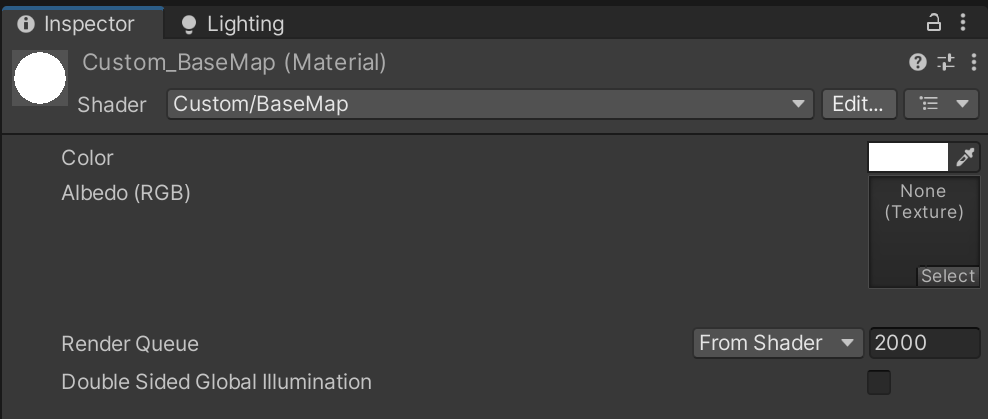 Inspector
Lighting
Custom_BaseMap (Material)
Shader
Custom/BaseMap
Edit...
Color
Albedo (RGB)
None
(Texture)
Select
Render Queue
From Shader
2000
Double Sided Global Illumination